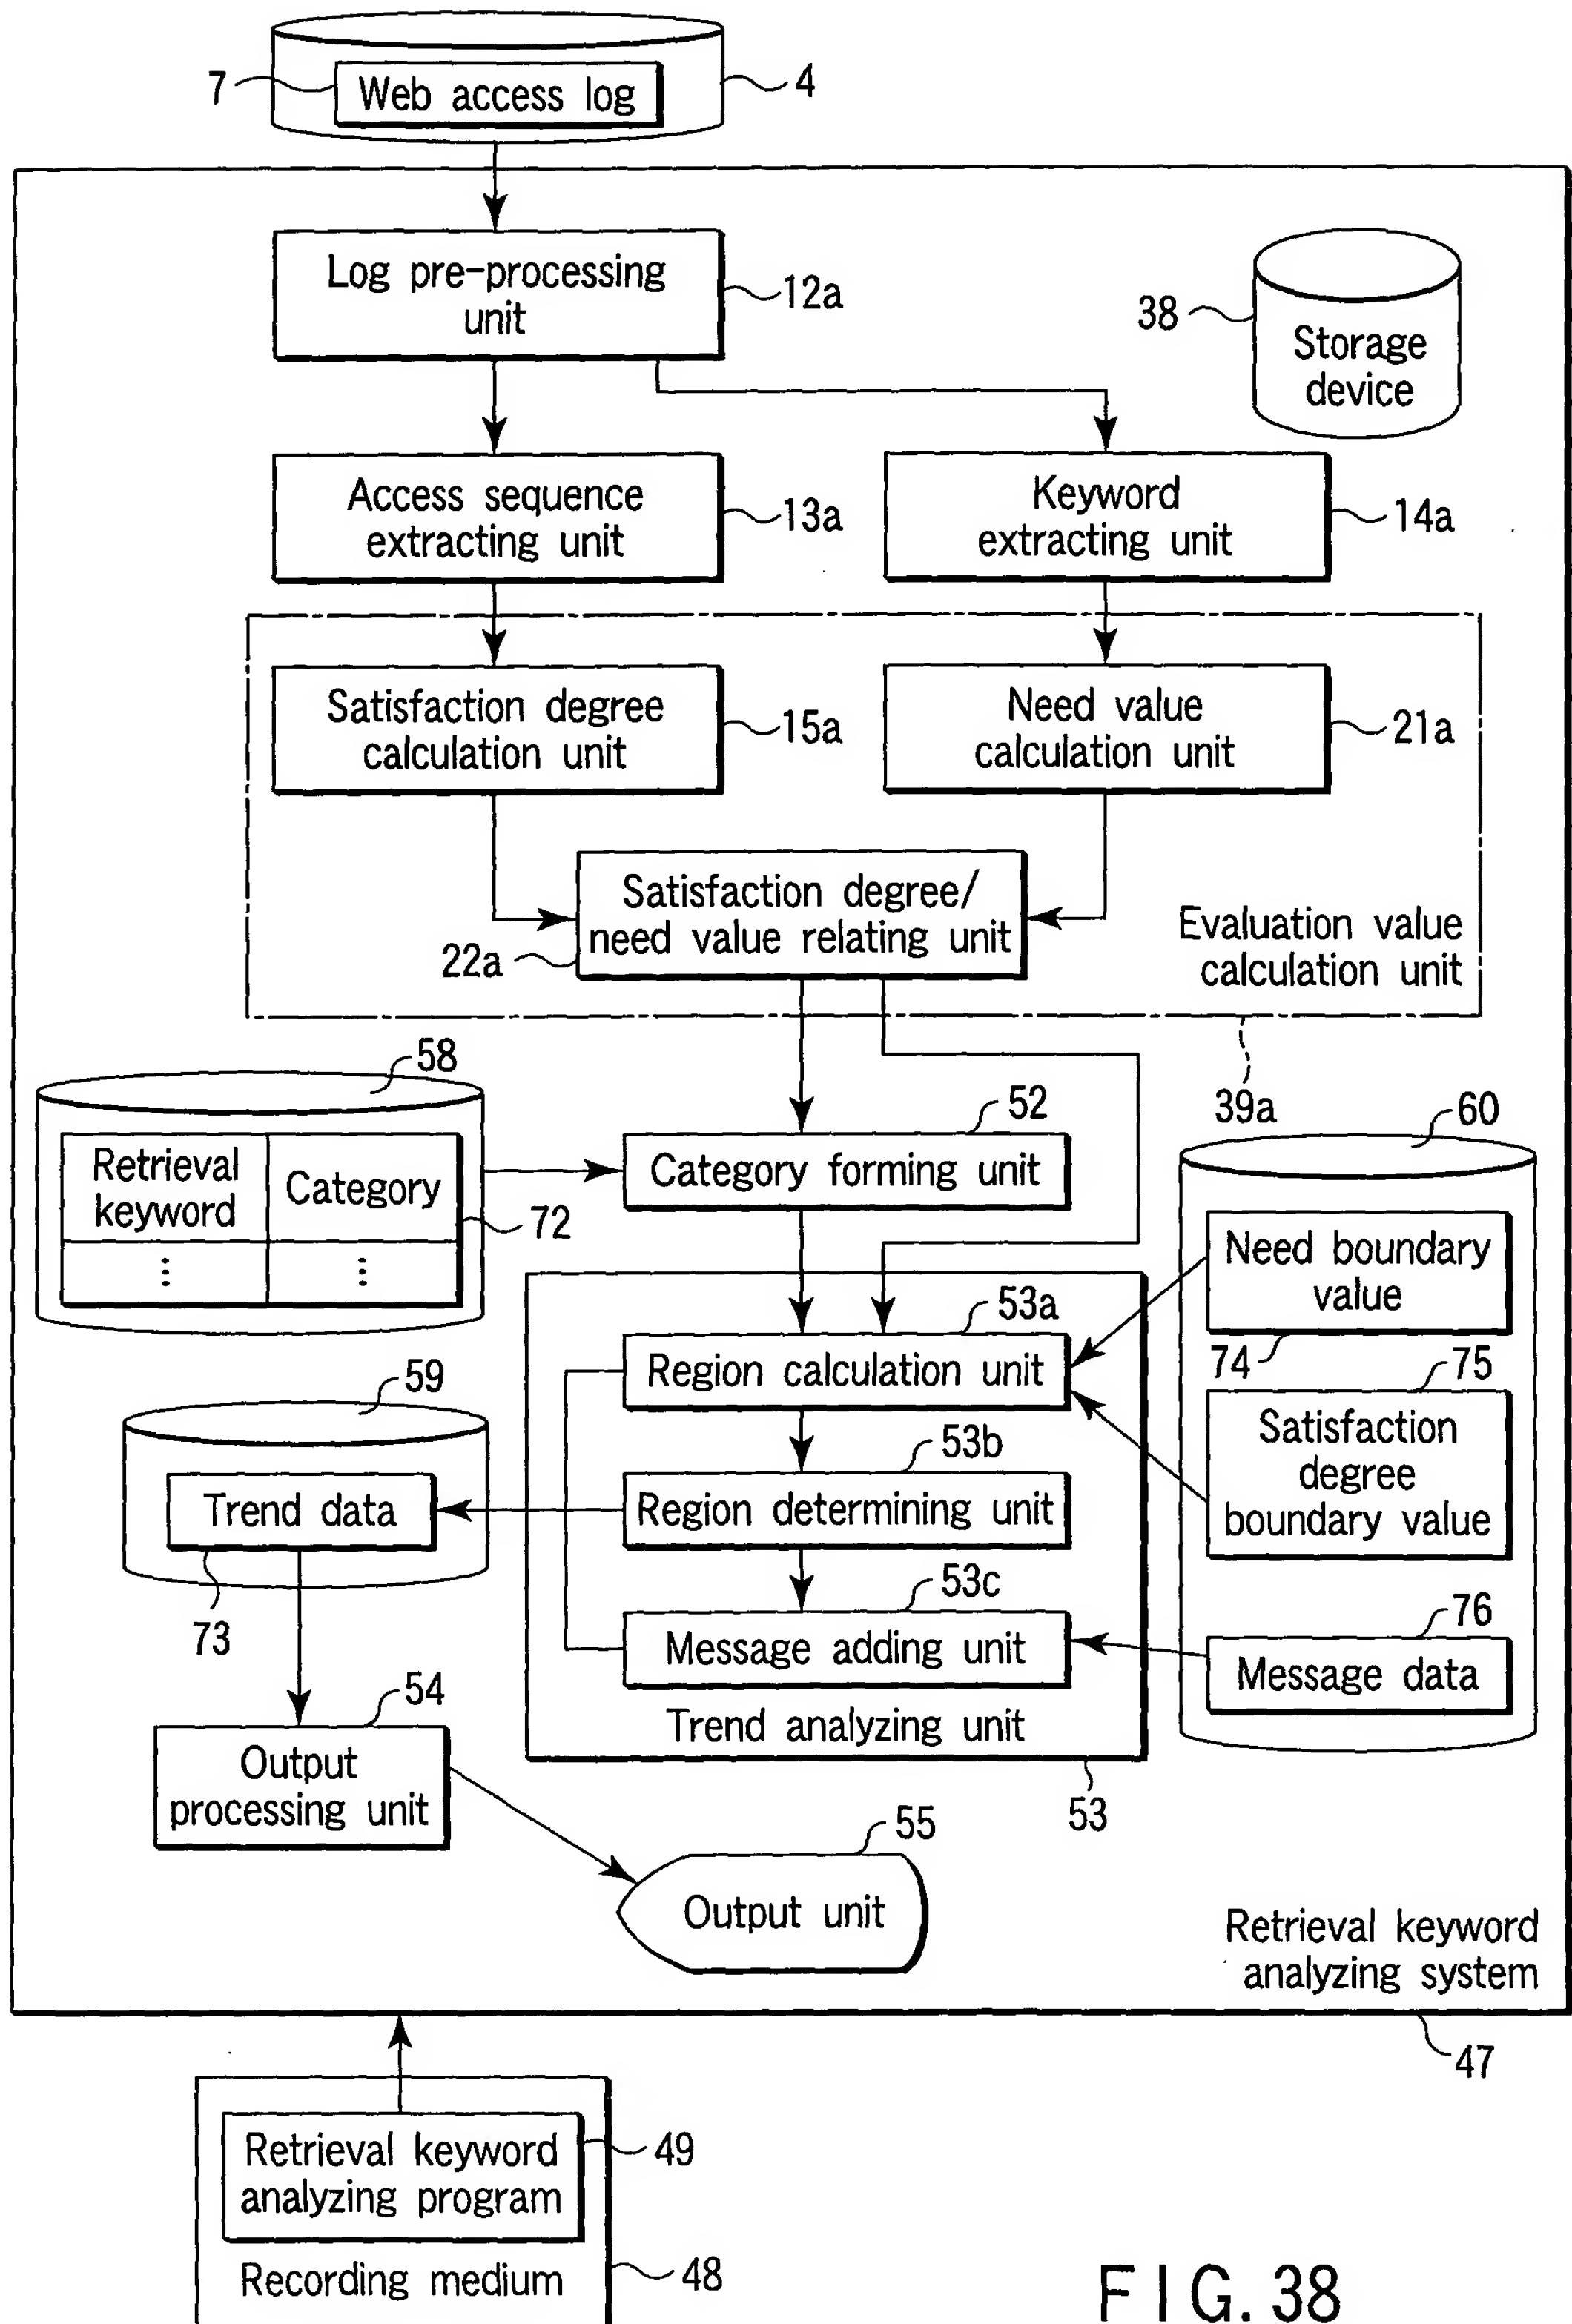 7
Web access log
4
Log pre-processing
unit
12a
38
Storage
device
Access sequence
extracting unit
13a
Keyword
extracting unit
14a
Satisfaction degree
calculation unit
15a
Need value
calculation unit
21a
Satisfaction degree/
need value relating unit
22a
Evaluation value
calculation unit
39a
58
Retrieval
keyword
Category
72
⋮
⋮
52
Category forming unit
60
Need boundary
value
74
75
Satisfaction
degree
boundary value
76
Message data
53a
Region calculation unit
53b
Region determining unit
53c
Message adding unit
Trend analyzing unit
53
59
Trend data
73
54
Output
processing unit
55
Output unit
Retrieval keyword
analyzing system
47
Retrieval keyword
analyzing program
49
Recording medium
48
FIG. 38